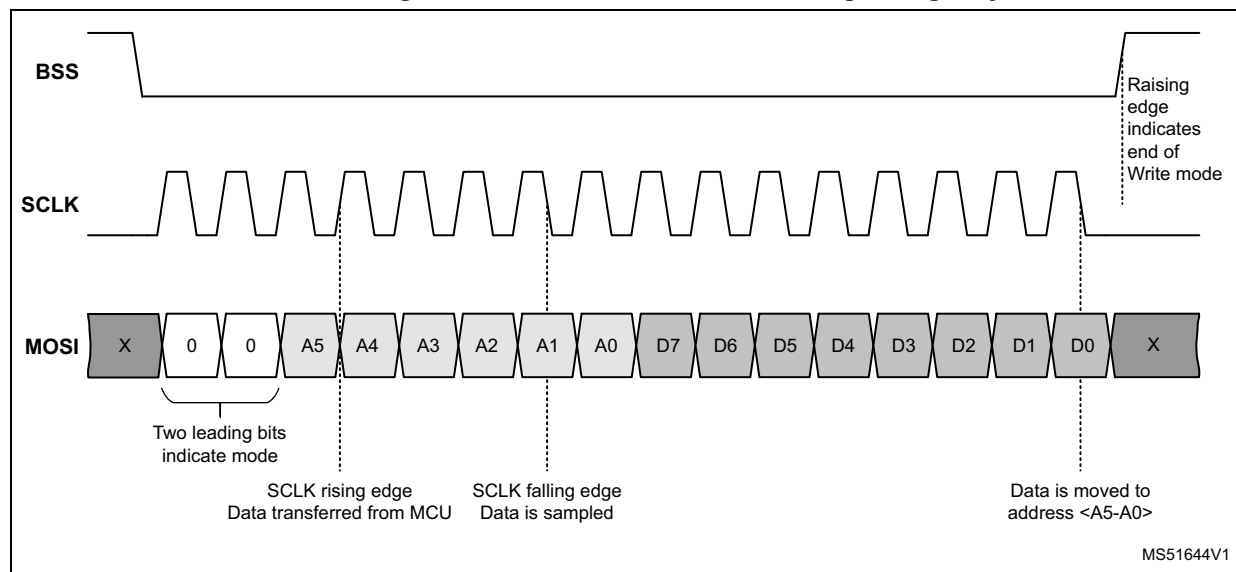 BSS
Raising
edge
indicates
end of
Write mode
SCLK
MOSI X 0 0 A5 A4 A3 A2 A1 A0 D7 D6 D5 D4 D3 D2 D1 D0 X
Two leading bits
indicate mode
SCLK rising edge
Data transferred from MCU
SCLK falling edge
Data is sampled
Data is moved to
address <A5-A0>
MS51644V1